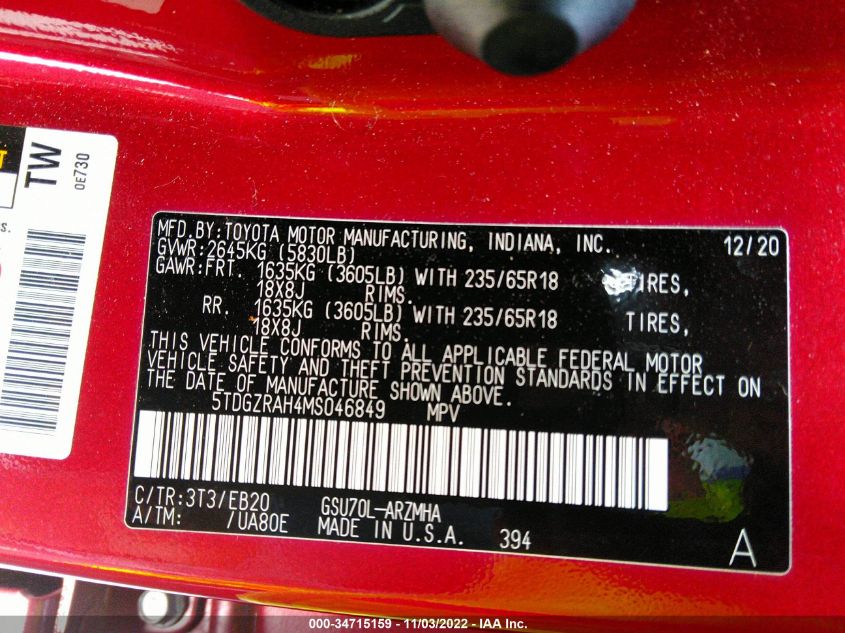 TW
0E730
MFD.BY:TOYOTA MOTOR MANUFACTURING, INDIANA, INC. 12/20
GVWR:2645KG (5830LB)
GAWR:FRT. 1635KG (3605LB) WITH 235/65R18 TIRES,
18X8J RIMS.
RR. 1635KG (3605LB) WITH 235/65R18 TIRES,
18X8J RIMS.
THIS VEHICLE CONFORMS TO ALL APPLICABLE FEDERAL MOTOR
VEHICLE SAFETY AND THEFT PREVENTION STANDARDS IN EFFECT ON
THE DATE OF MANUFACTURE SHOWN ABOVE.
5TDGZRAH4MS046849 MPV
C/TR:3T3/EB20 GSU70L-ARZMHA
A/TM: /UA80E MADE IN U.S.A. 394
A
000-34715159 - 11/03/2022 - IAA Inc.